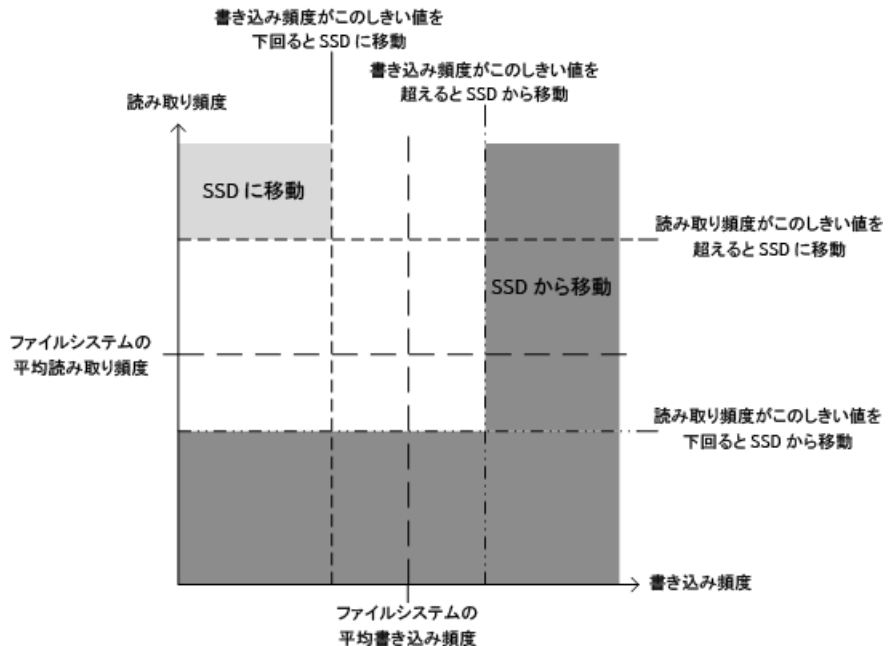 書き込み頻度がこのしきい値を
下回ると SSD に移動
書き込み頻度がこのしきい値を
超えると SSD から移動
読み取り頻度
SSD に移動
読み取り頻度がこのしきい値を
超えると SSD に移動
SSD から移動
ファイルシステムの
平均読み取り頻度
読み取り頻度がこのしきい値を
下回ると SSD から移動
書き込み頻度
ファイルシステムの
平均書き込み頻度